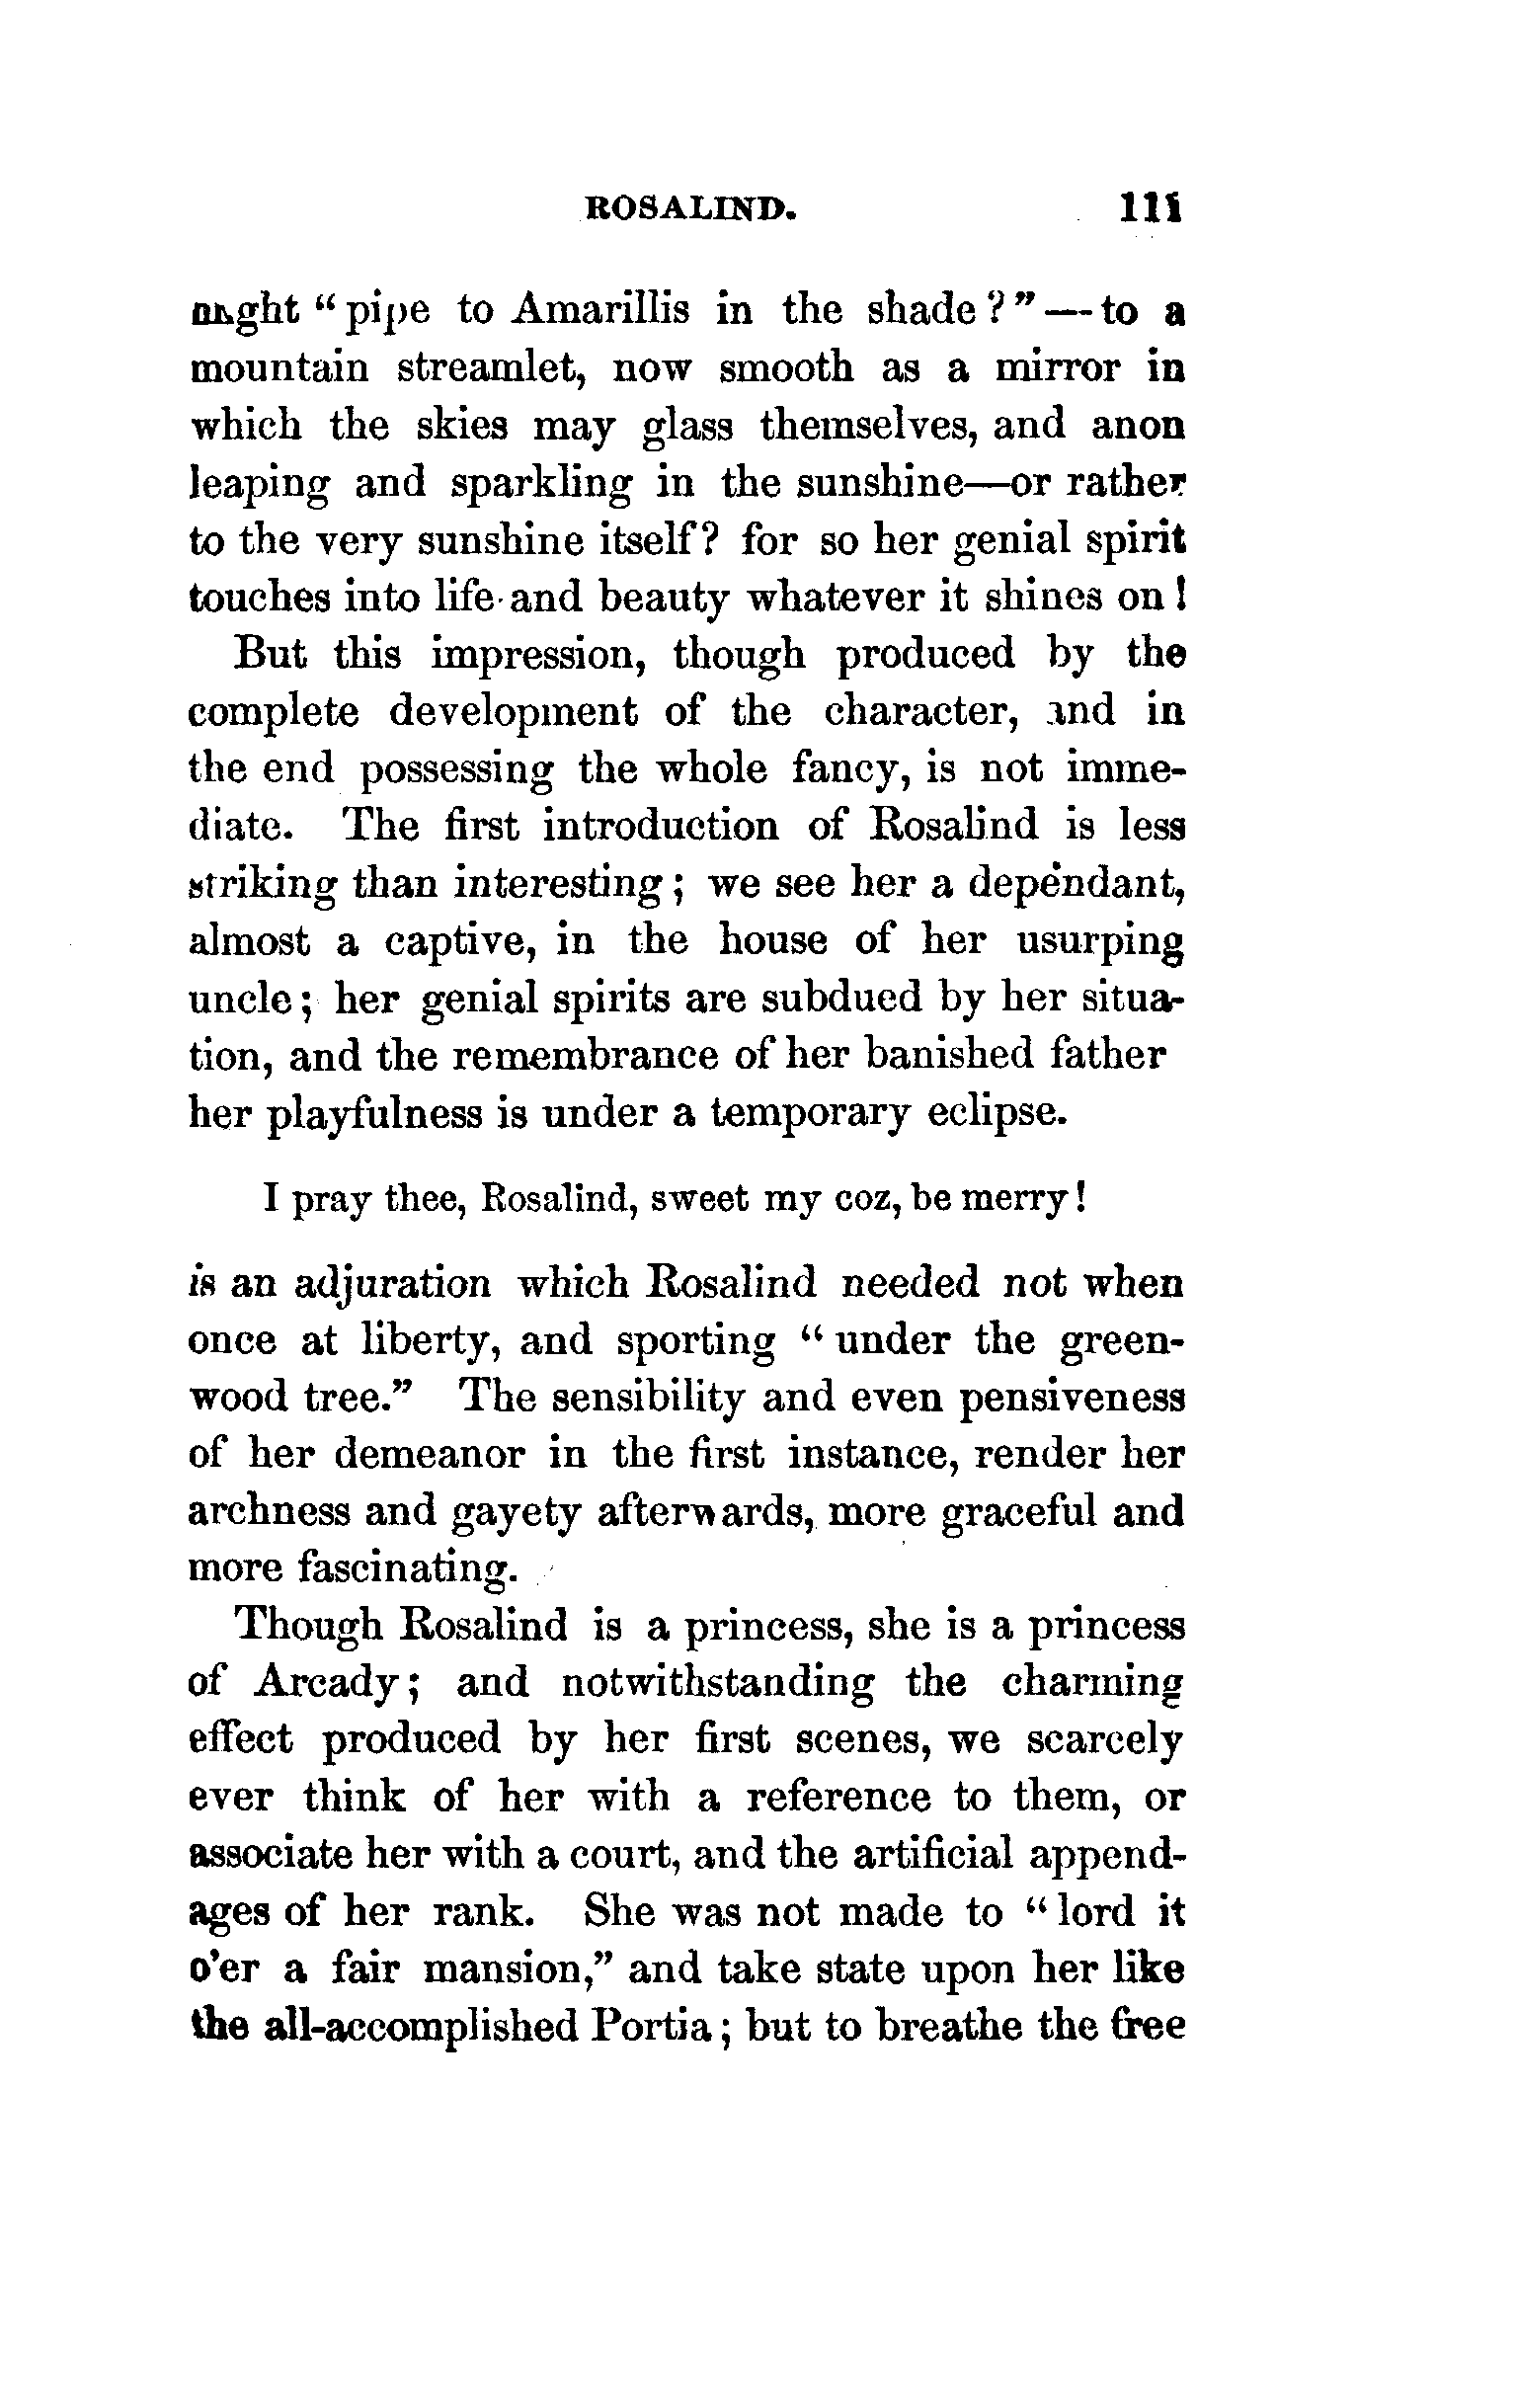 ROSALIND. 111
might “pipe to Amarillis in the shade?”—to a
mountain streamlet, now smooth as a mirror in
which the skies may glass themselves, and anon
leaping and sparkling in the sunshine—or rather
to the very sunshine itself? for so her genial spirit
touches into life and beauty whatever it shines on!
But this impression, though produced by the
complete development of the character, and in
the end possessing the whole fancy, is not imme-
diate. The first introduction of Rosalind is less
striking than interesting; we see her a dependant,
almost a captive, in the house of her usurping
uncle; her genial spirits are subdued by her situa-
tion, and the remembrance of her banished father
her playfulness is under a temporary eclipse.
I pray thee, Rosalind, sweet my coz, be merry!
is an adjuration which Rosalind needed not when
once at liberty, and sporting “under the green-
wood tree.” The sensibility and even pensiveness
of her demeanor in the first instance, render her
archness and gayety afterwards, more graceful and
more fascinating.
Though Rosalind is a princess, she is a princess
of Arcady; and notwithstanding the charming
effect produced by her first scenes, we scarcely
ever think of her with a reference to them, or
associate her with a court, and the artificial append-
ages of her rank. She was not made to “lord it
o’er a fair mansion,” and take state upon her like
the all-accomplished Portia; but to breathe the free